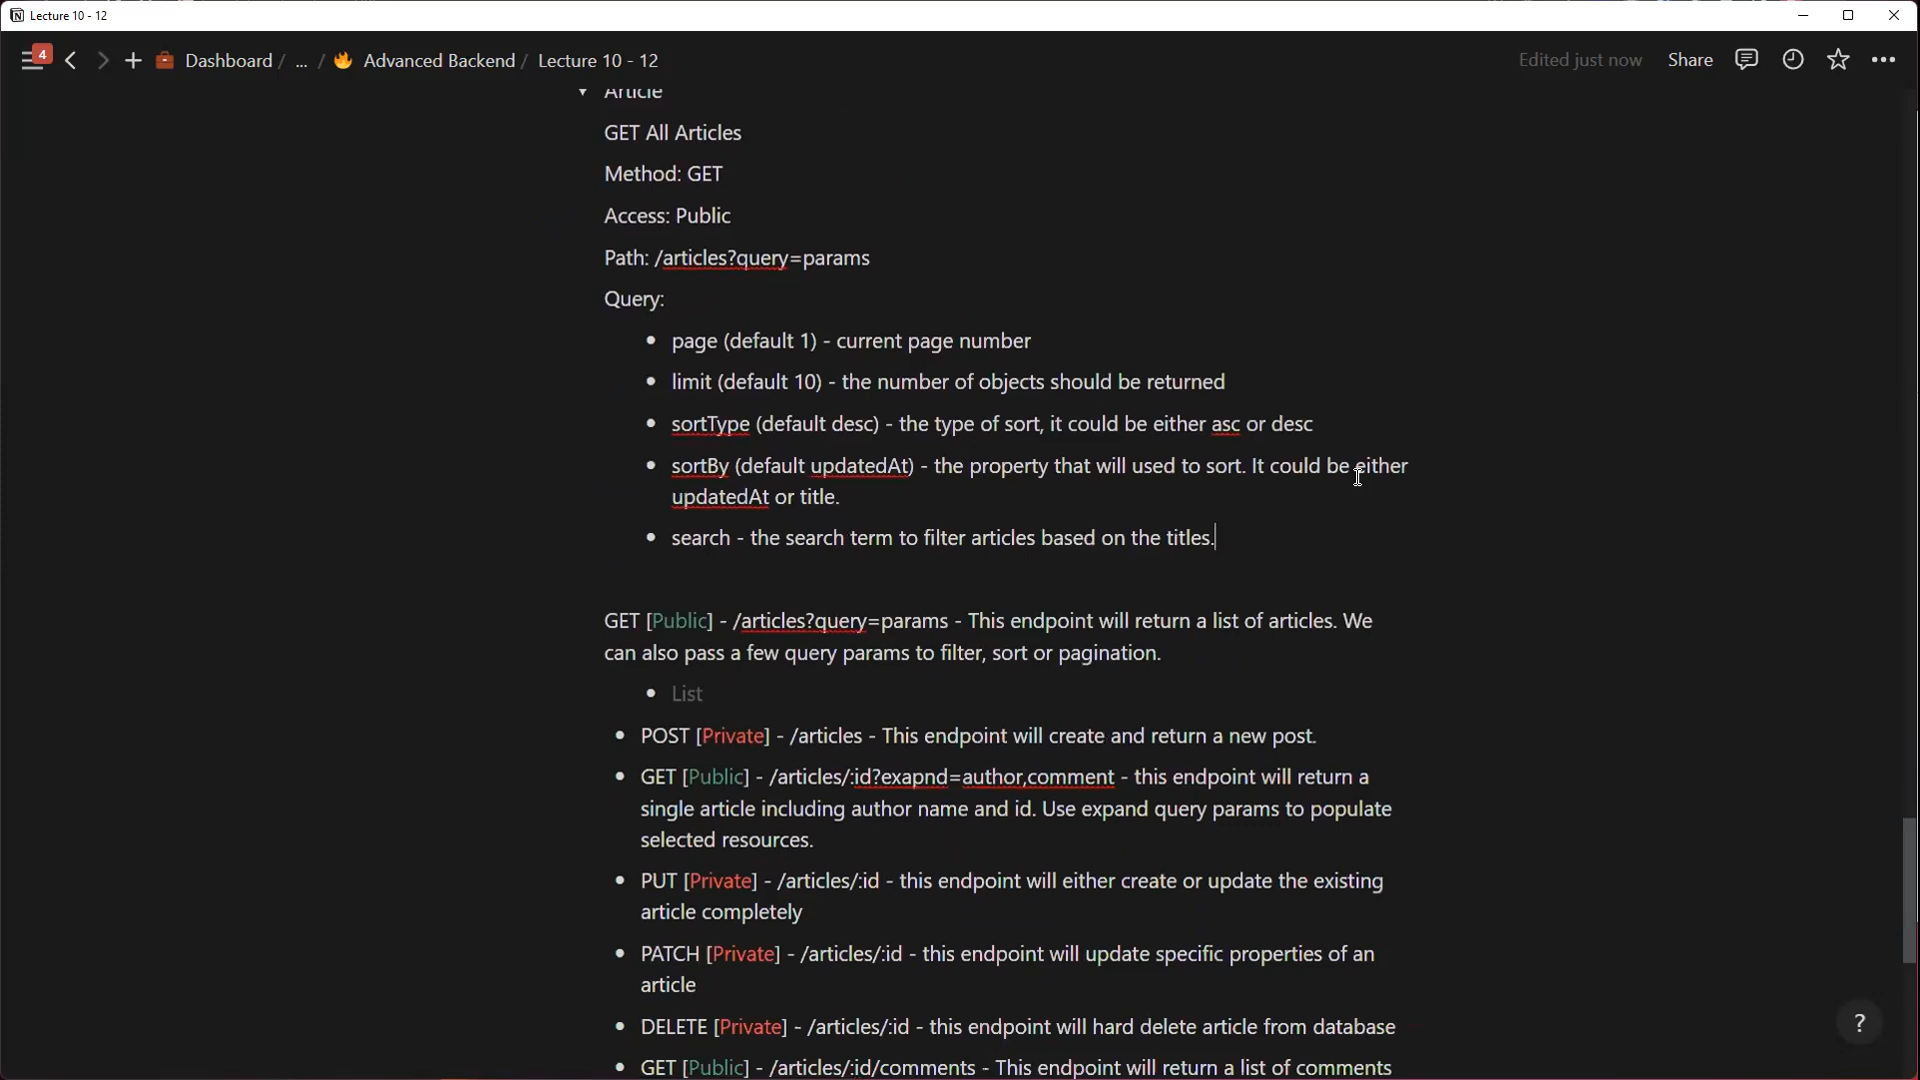 Lecture 10 - 12
4
Dashboard / ... / Advanced Backend / Lecture 10 - 12
Edited just now Share
Article
GET All Articles
Method: GET
Access: Public
Path: /articles?query=params
Query:
page (default 1) - current page number
limit (default 10) - the number of objects should be returned
sortType (default desc) - the type of sort, it could be either asc or desc
sortBy (default updatedAt) - the property that will used to sort. It could be either
updatedAt or title.
search - the search term to filter articles based on the titles.
GET [Public] - /articles?query=params - This endpoint will return a list of articles. We
can also pass a few query params to filter, sort or pagination.
List
POST [Private] - /articles - This endpoint will create and return a new post.
GET [Public] - /articles/:id?exapnd=author,comment - this endpoint will return a
single article including author name and id. Use expand query params to populate
selected resources.
PUT [Private] - /articles/:id - this endpoint will either create or update the existing
article completely
PATCH [Private] - /articles/:id - this endpoint will update specific properties of an
article
DELETE [Private] - /articles/:id - this endpoint will hard delete article from database
GET [Public] - /articles/:id/comments - This endpoint will return a list of comments
?